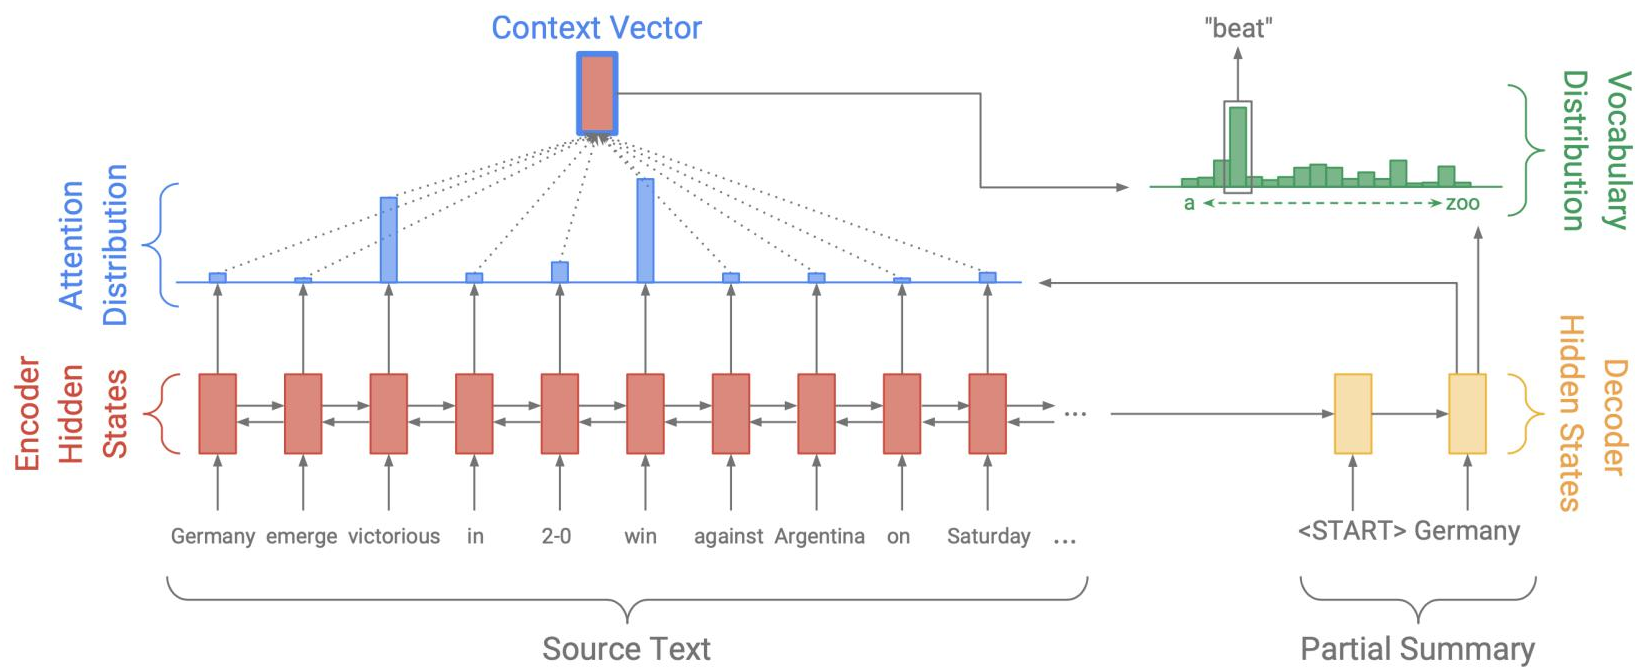 Context Vector
"beat"
Vocabulary
Distribution
a
zoo
Attention
Distribution
Encoder
Hidden
States
Decoder
Hidden States
...
Germany emerge victorious in 2-0 win against Argentina on Saturday ...
<START> Germany
Source Text
Partial Summary